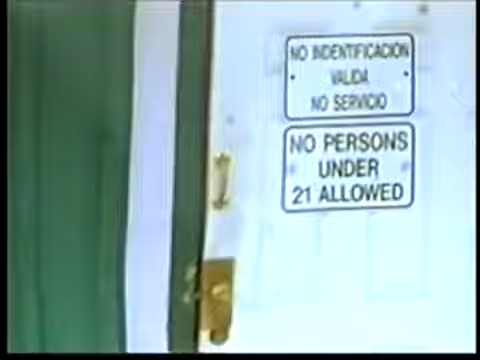 NO INDENTIFICACION
VALIDA
NO SERVICIO
NO PERSONS
UNDER
21 ALLOWED